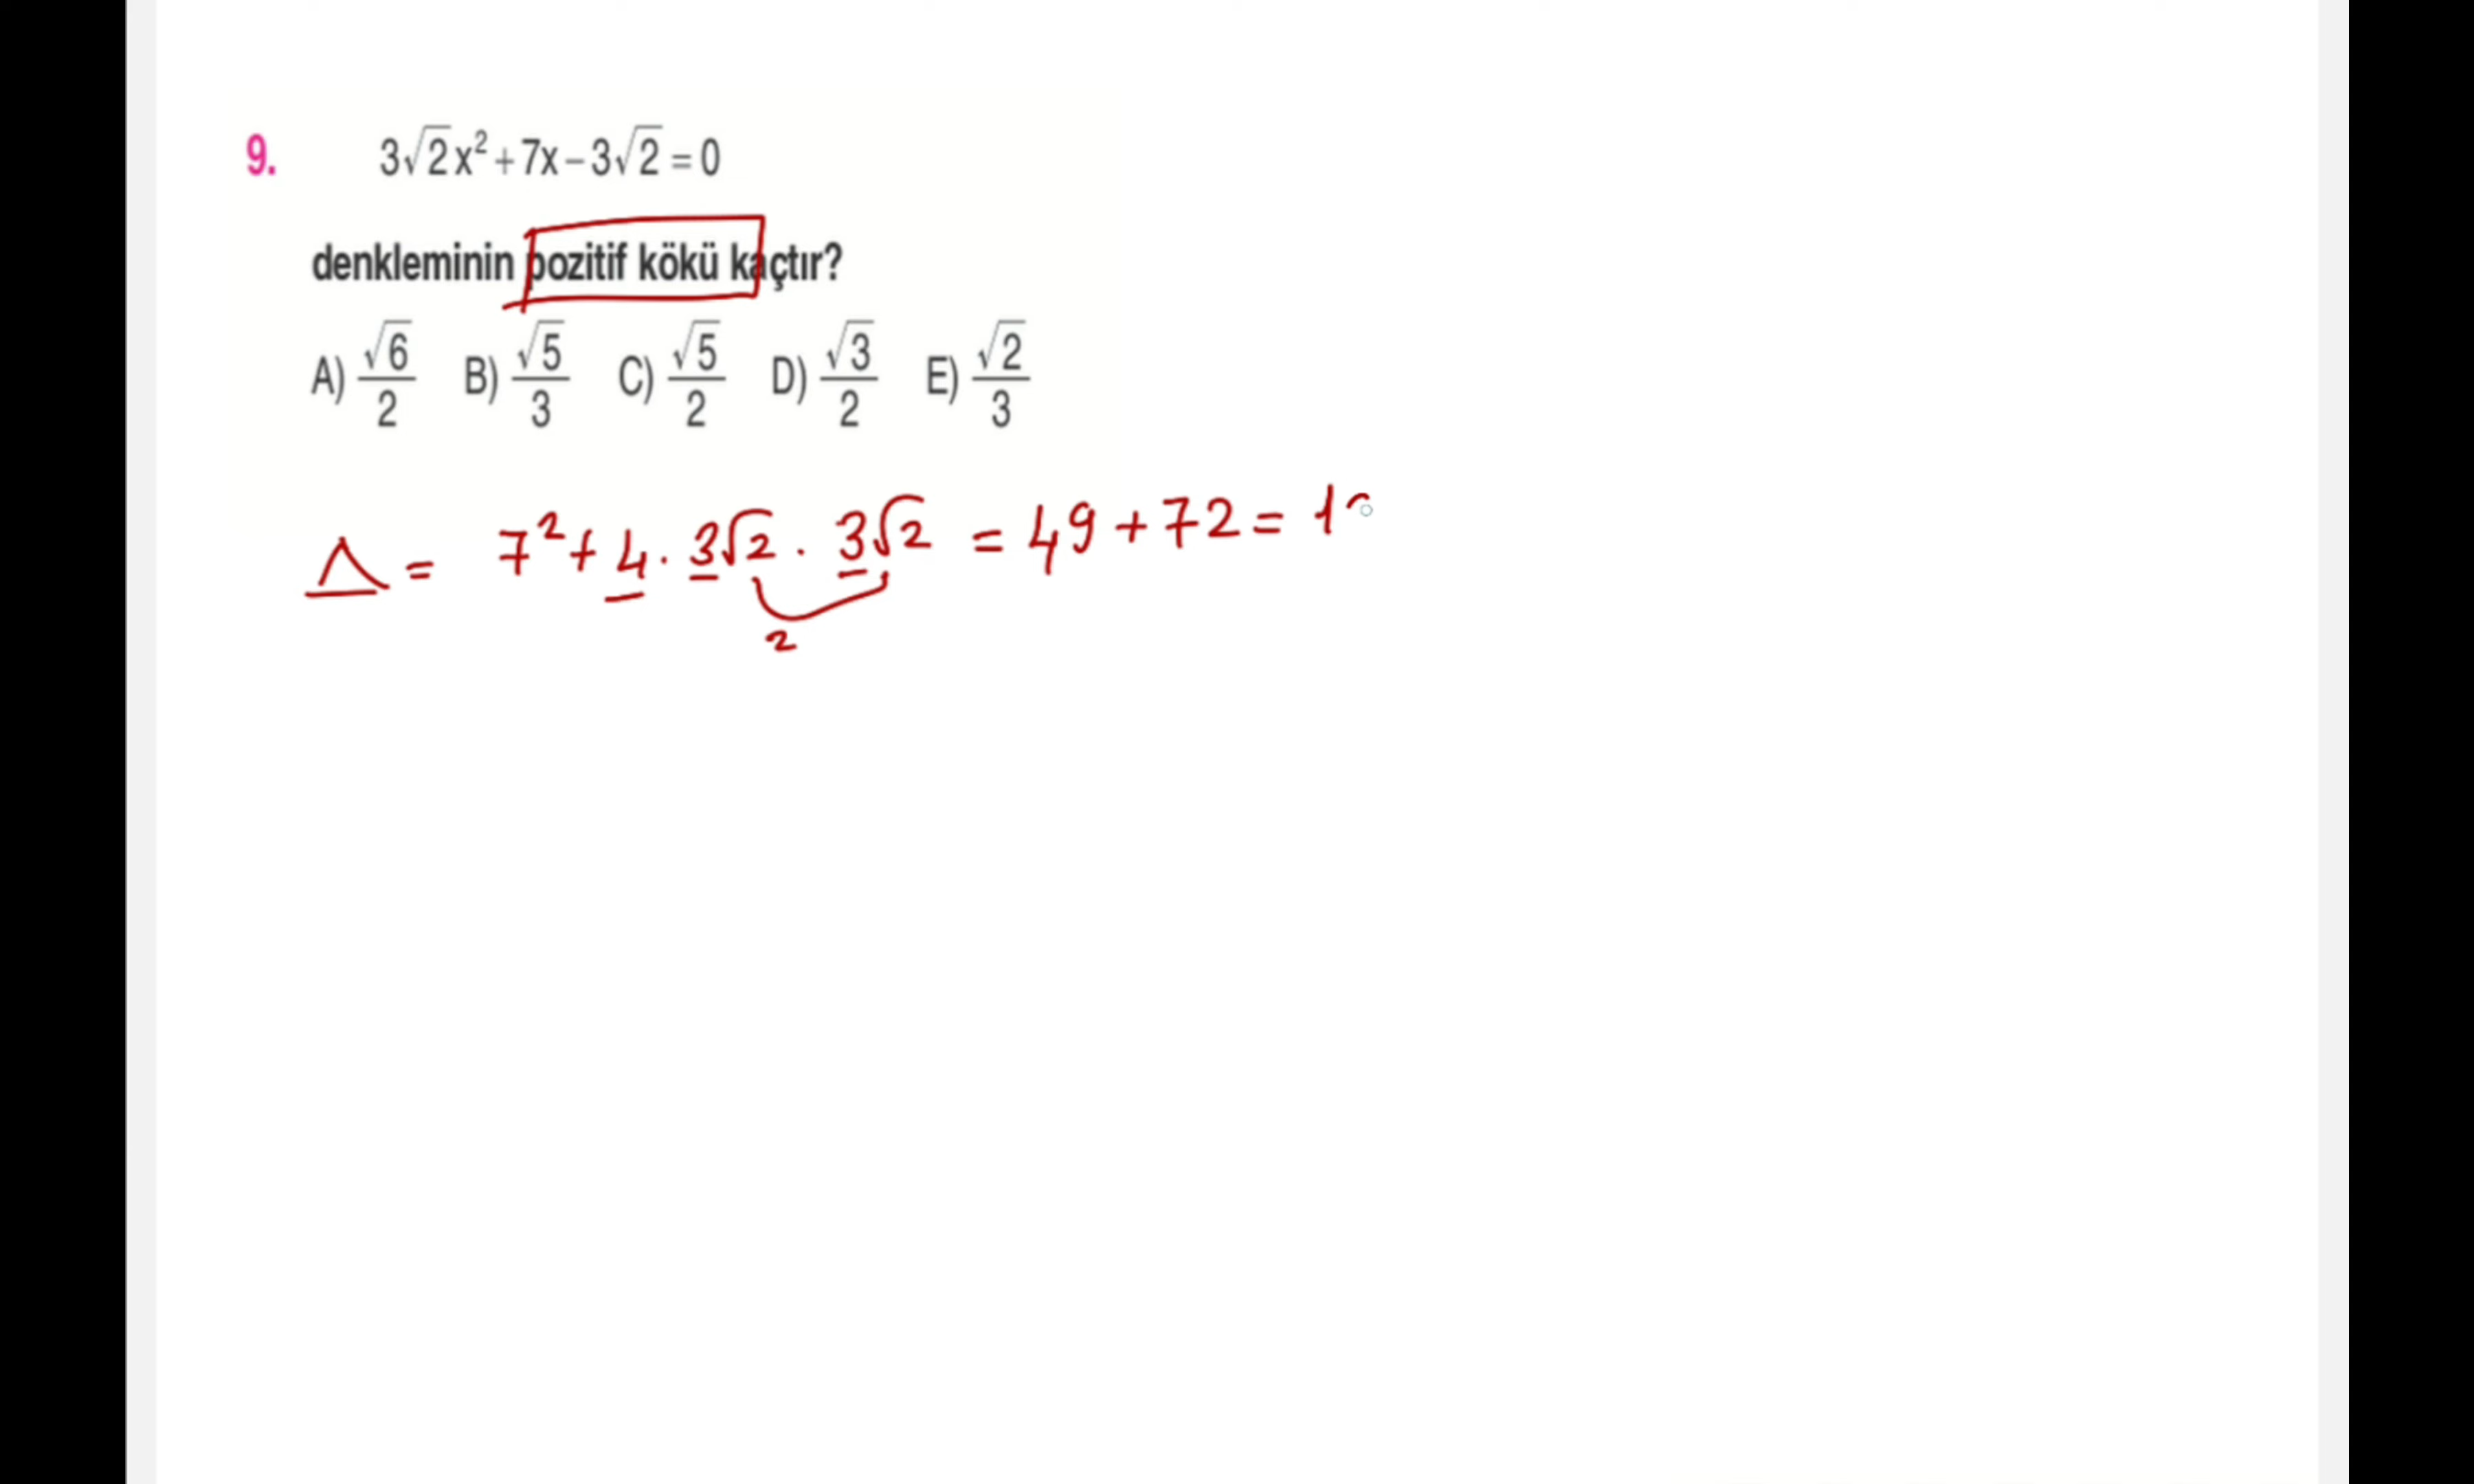 9. 3√2x² + 7x − 3√2 = 0
denkleminin pozitif kökü kaçtır?
A) √6/2 B) √5/3 C) √5/2 D) √3/2 E) √2/3
Δ = 7² + 4 . 3√2 . 3√2 = 49 + 72 = 1
2